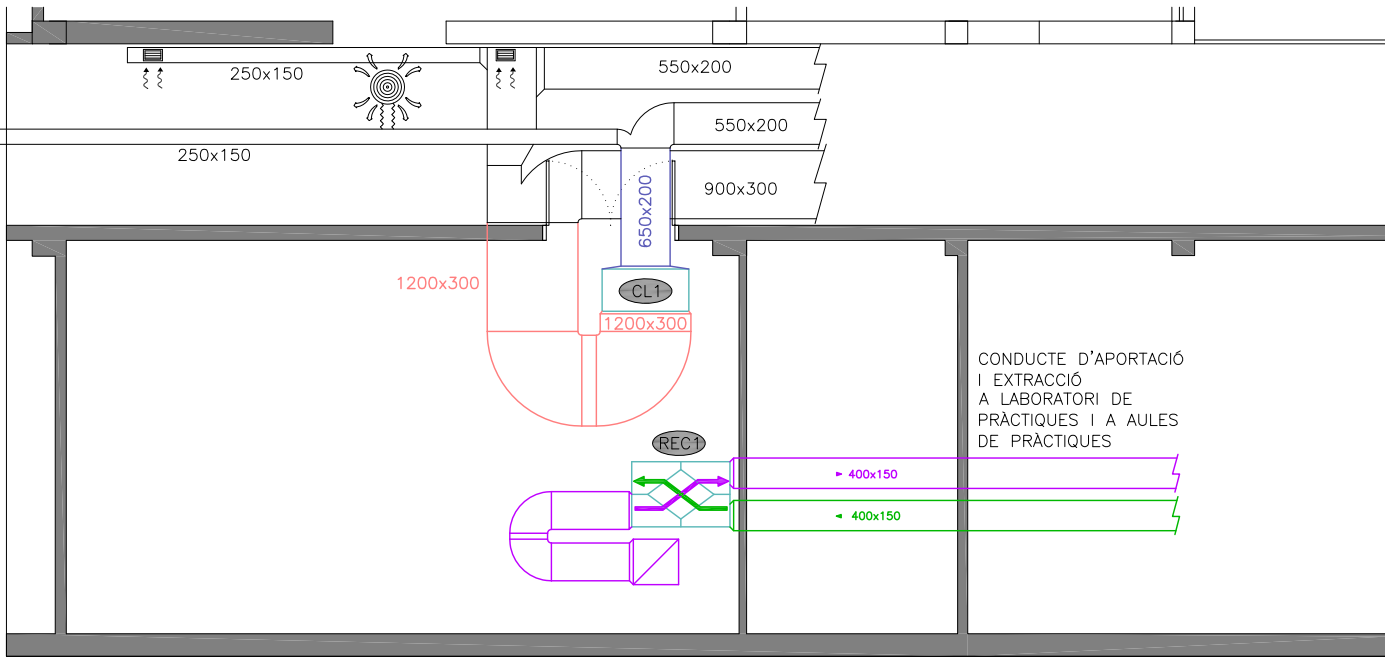 250x150
550x200
550x200
250x150
900x300
650x200
1200x300
CL1
1200x300
CONDUCTE D'APORTACIÓ
I EXTRACCIÓ
A LABORATORI DE
PRÀCTIQUES I A AULES
DE PRÀCTIQUES
REC1
400x150
400x150